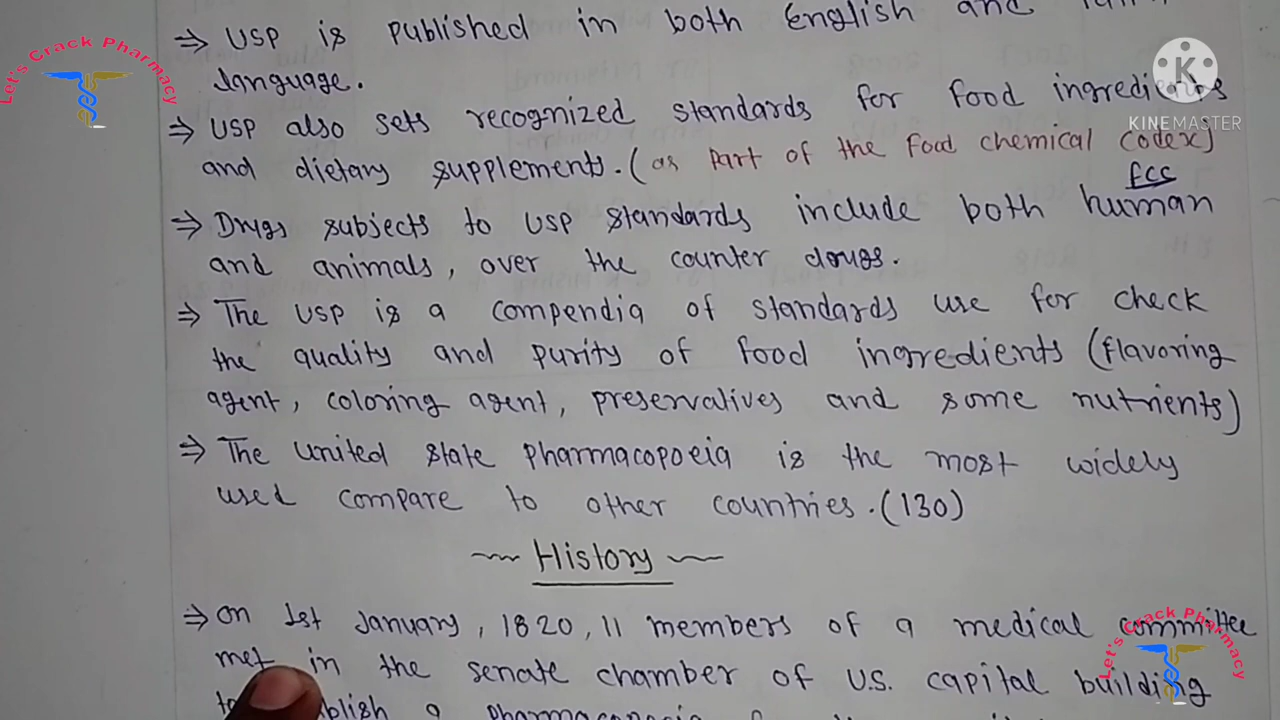 ⇒ USP is published in both English and
language.
⇒ USP also sets recognized standards for food ingredients
and dietary supplements. (as part of the food chemical codex)
fcc
⇒ Drugs subjects to USP standards include both human
and animals, over the counter drugs.
⇒ The USP is a compendia of standards use for check
the quality and purity of food ingredients (flavoring
agent, coloring agent, preservatives and some nutrients)
⇒ The united state pharmacopoeia is the most widely
used compare to other countries. (130)
~ History ~
⇒ On 1st January, 1820, 11 members of a medical committee
met in the senate chamber of U.S. capital building
a pharmacopoeia
Let's Crack Pharmacy
K
KINEMASTER
Let's Crack Pharmacy